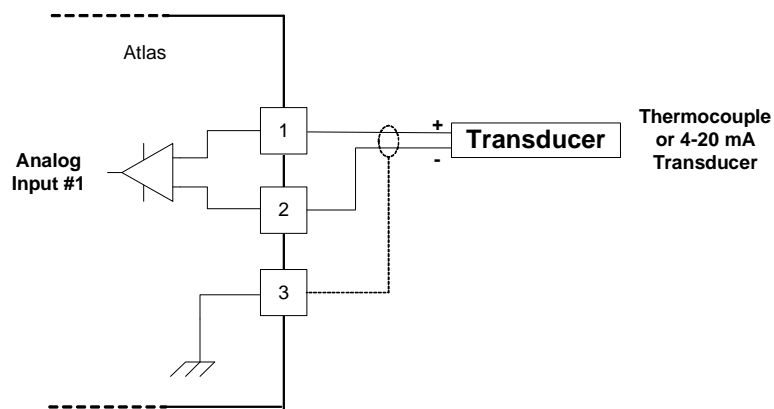 Atlas
Analog
Input #1
1
2
3
+
-
Transducer
Thermocouple
or 4-20 mA
Transducer